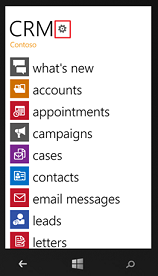 CRM
Contoso
what's new
accounts
appointments
campaigns
cases
contacts
email messages
leads
letters